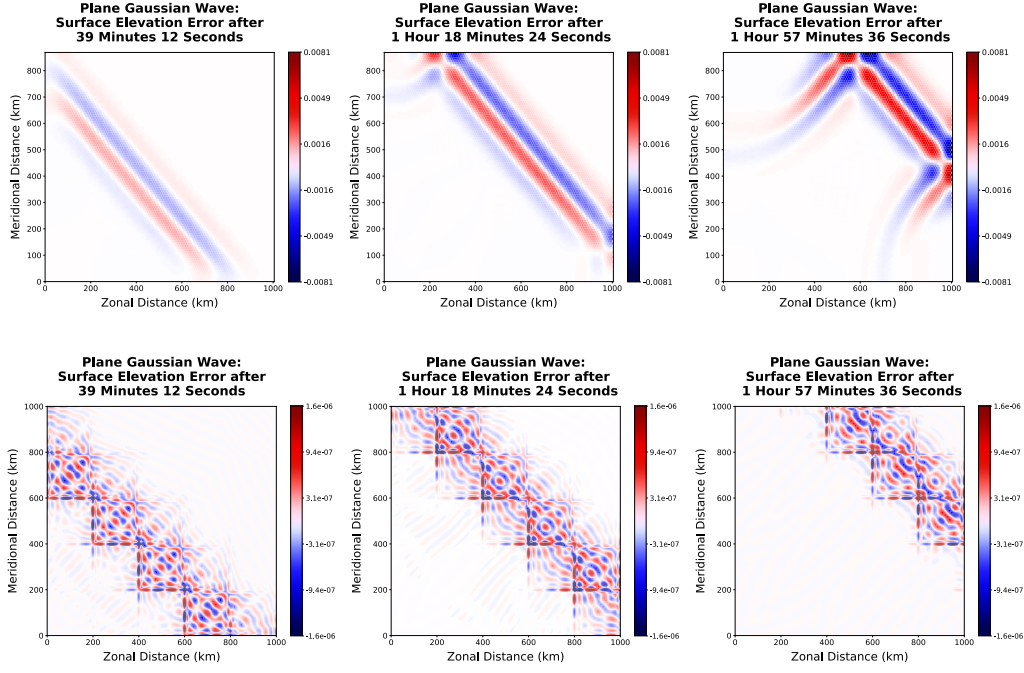 Plane Gaussian Wave:
Surface Elevation Error after
39 Minutes 12 Seconds
0.0081
0.0049
0.0016
-0.0016
-0.0049
-0.0081
800
700
600
500
400
300
200
100
0
0 200 400 600 800 1000
Meridional Distance (km)
Zonal Distance (km)
Plane Gaussian Wave:
Surface Elevation Error after
1 Hour 18 Minutes 24 Seconds
0.0081
0.0049
0.0016
-0.0016
-0.0049
-0.0081
800
700
600
500
400
300
200
100
0
0 200 400 600 800 1000
Meridional Distance (km)
Zonal Distance (km)
Plane Gaussian Wave:
Surface Elevation Error after
1 Hour 57 Minutes 36 Seconds
0.0081
0.0049
0.0016
-0.0016
-0.0049
-0.0081
800
700
600
500
400
300
200
100
0
0 200 400 600 800 1000
Meridional Distance (km)
Zonal Distance (km)
Plane Gaussian Wave:
Surface Elevation Error after
39 Minutes 12 Seconds
1.6e-06
9.4e-07
3.1e-07
-3.1e-07
-9.4e-07
-1.6e-06
1000
800
600
400
200
0
0 200 400 600 800 1000
Meridional Distance (km)
Zonal Distance (km)
Plane Gaussian Wave:
Surface Elevation Error after
1 Hour 18 Minutes 24 Seconds
1.6e-06
9.4e-07
3.1e-07
-3.1e-07
-9.4e-07
-1.6e-06
1000
800
600
400
200
0
0 200 400 600 800 1000
Meridional Distance (km)
Zonal Distance (km)
Plane Gaussian Wave:
Surface Elevation Error after
1 Hour 57 Minutes 36 Seconds
1.6e-06
9.4e-07
3.1e-07
-3.1e-07
-9.4e-07
-1.6e-06
1000
800
600
400
200
0
0 200 400 600 800 1000
Meridional Distance (km)
Zonal Distance (km)